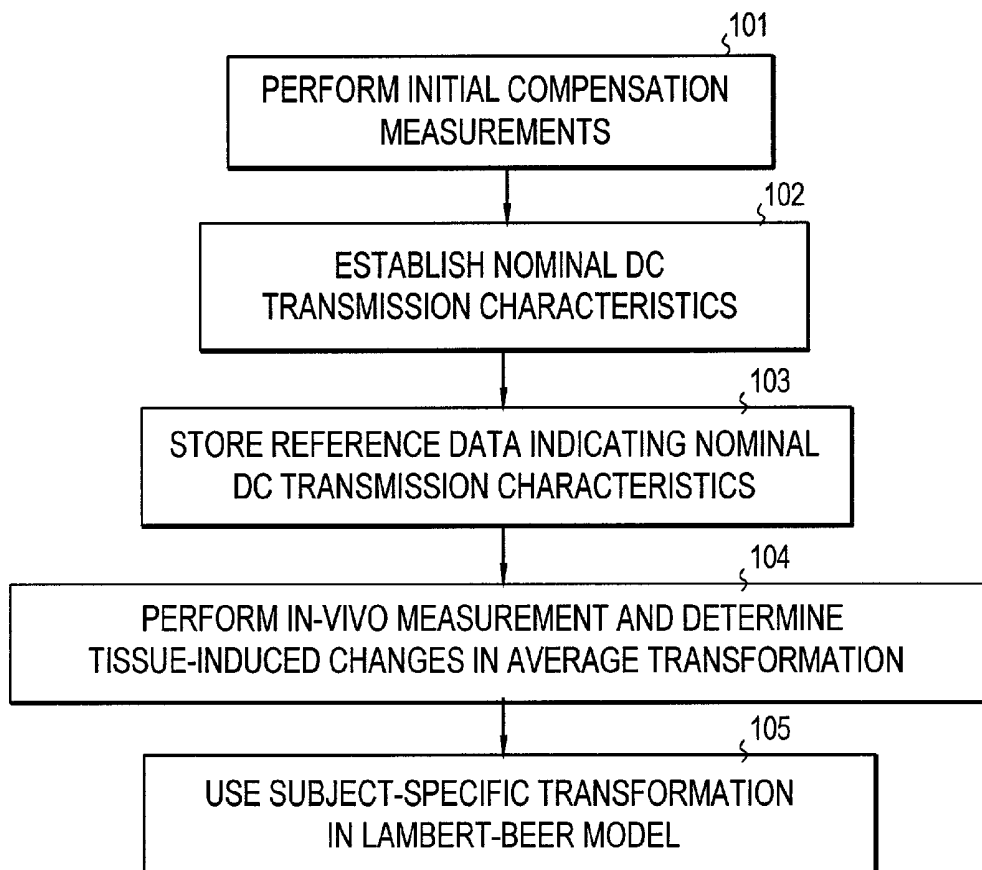 101
PERFORM INITIAL COMPENSATION
MEASUREMENTS
102
ESTABLISH NOMINAL DC
TRANSMISSION CHARACTERISTICS
103
STORE REFERENCE DATA INDICATING NOMINAL
DC TRANSMISSION CHARACTERISTICS
104
PERFORM IN-VIVO MEASUREMENT AND DETERMINE
TISSUE-INDUCED CHANGES IN AVERAGE TRANSFORMATION
105
USE SUBJECT-SPECIFIC TRANSFORMATION
IN LAMBERT-BEER MODEL